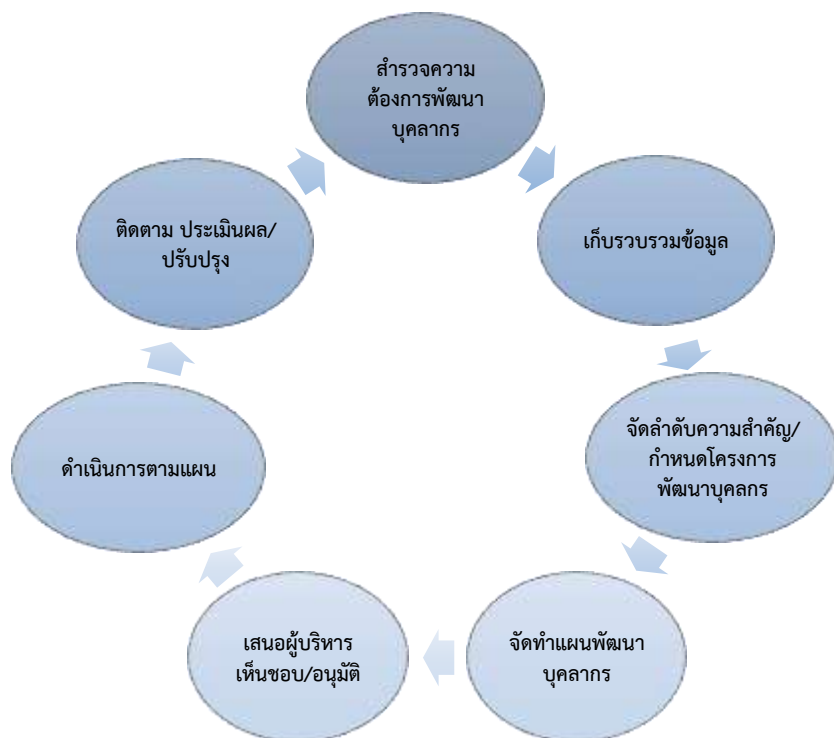 สำรวจความ
ต้องการพัฒนา
บุคลากร
เก็บรวบรวมข้อมูล
จัดลำดับความสำคัญ/
กำหนดโครงการ
พัฒนาบุคลกร
จัดทำแผนพัฒนา
บุคลากร
เสนอผู้บริหาร
เห็นชอบ/อนุมัติ
ดำเนินการตามแผน
ติดตาม ประเมินผล/
ปรับปรุง